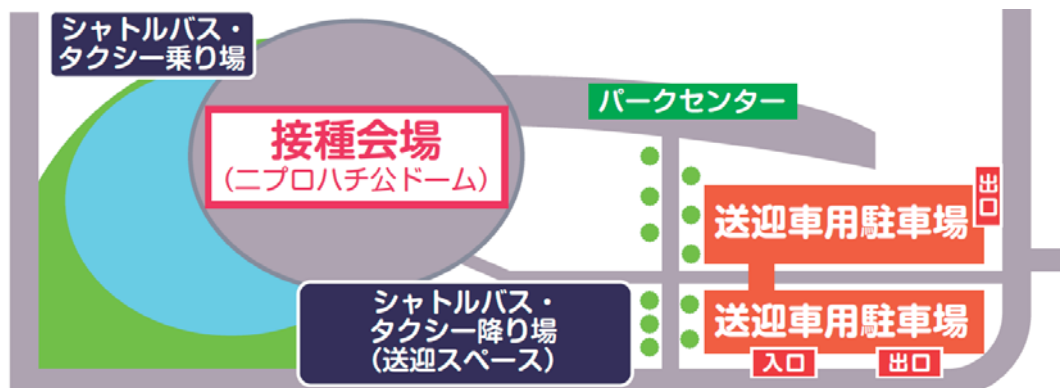 シャトルバス・
タクシー乗り場
パークセンター
接種会場
(ニプロハチ公ドーム)
出口
送迎車用駐車場
シャトルバス・
タクシー降り場
(送迎スペース)
送迎車用駐車場
入口
出口